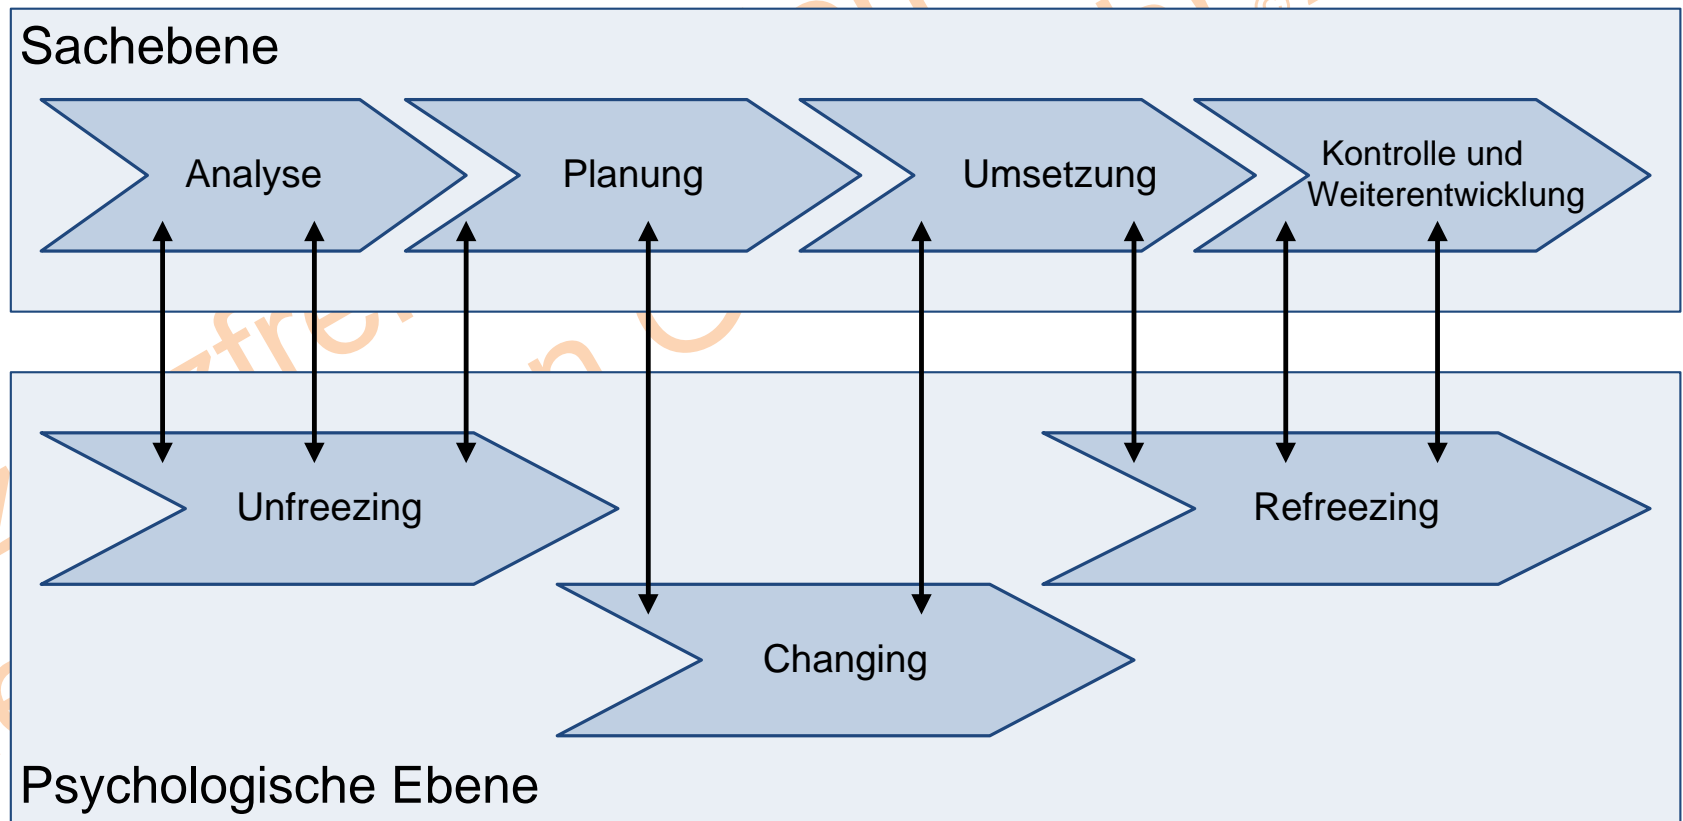 Sachebene
Analyse
Planung
Umsetzung
Kontrolle und
Weiterentwicklung
Unfreezing
Refreezing
Changing
Psychologische Ebene